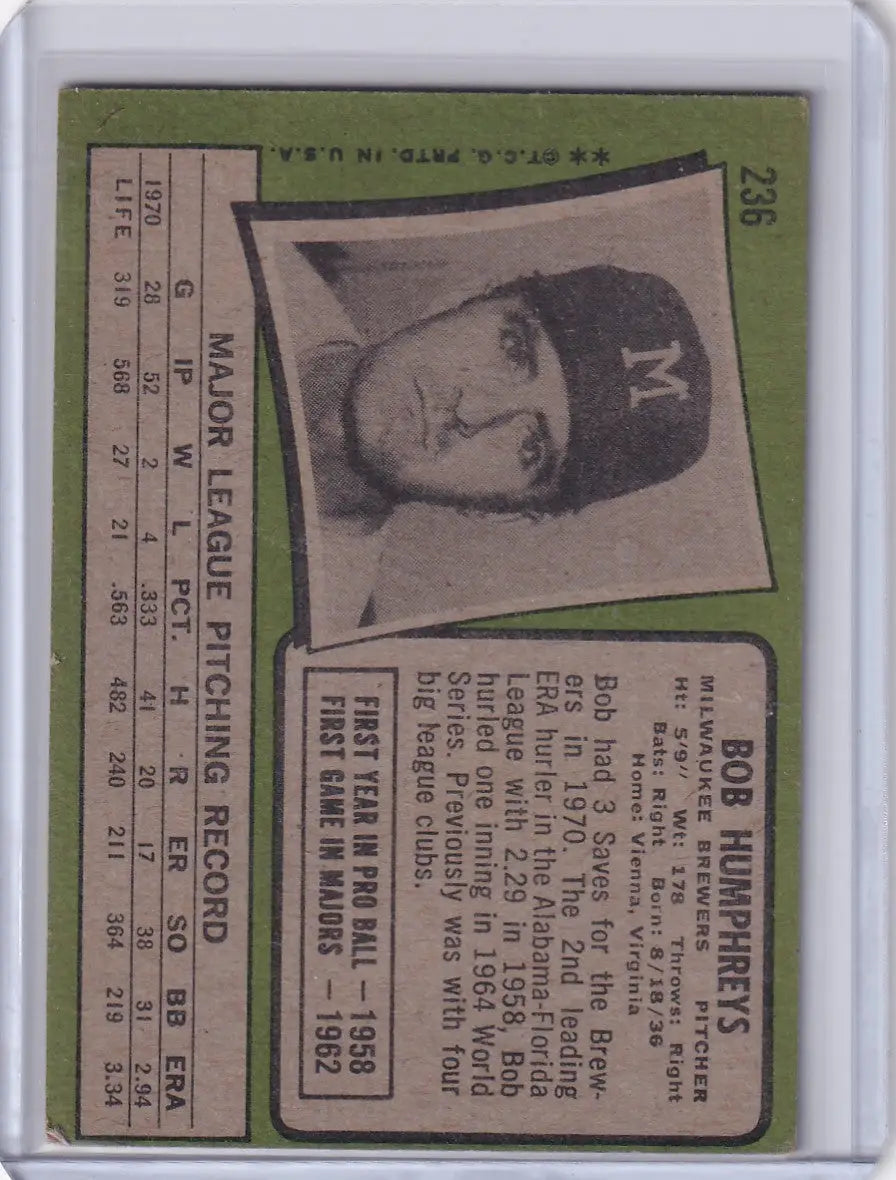 236
**©T.C.G. PRTD. IN U.S.A.
M
BOB HUMPHREYS
MILWAUKEE BREWERS PITCHER
Ht: 5'9" Wt: 178 Throws: Right
Bats: Right Born: 8/18/36
Home: Vienna, Virginia
Bob had 3 Saves for the Brew-
ers in 1970. The 2nd leading
ERA hurler in the Alabama-Florida
League with 2.29 in 1958, Bob
hurled one inning in 1964 World
Series. Previously was with four
big league clubs.
FIRST YEAR IN PRO BALL — 1958
FIRST GAME IN MAJORS — 1962
MAJOR LEAGUE PITCHING RECORD
G IP W L PCT. H R ER SO BB ERA
1970 28 52 2 4 .333 41 20 17 38 31 2.94
LIFE 319 568 27 21 .563 482 240 211 364 219 3.34